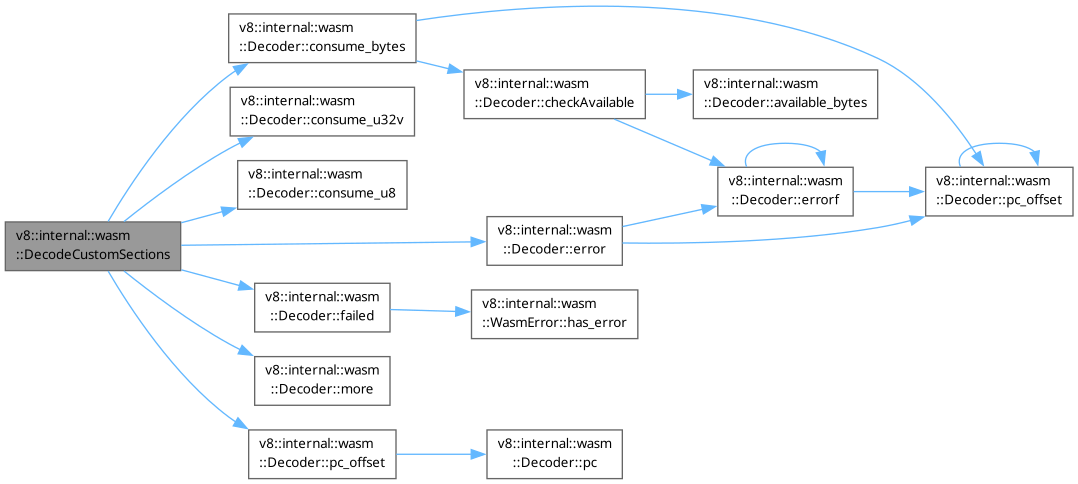 v8::internal::wasm
::Decoder::consume_bytes
v8::internal::wasm
::Decoder::checkAvailable
v8::internal::wasm
::Decoder::available_bytes
v8::internal::wasm
::Decoder::consume_u32v
v8::internal::wasm
::Decoder::consume_u8
v8::internal::wasm
::Decoder::errorf
v8::internal::wasm
::Decoder::pc_offset
v8::internal::wasm
::DecodeCustomSections
v8::internal::wasm
::Decoder::error
v8::internal::wasm
::Decoder::failed
v8::internal::wasm
::WasmError::has_error
v8::internal::wasm
::Decoder::more
v8::internal::wasm
::Decoder::pc_offset
v8::internal::wasm
::Decoder::pc